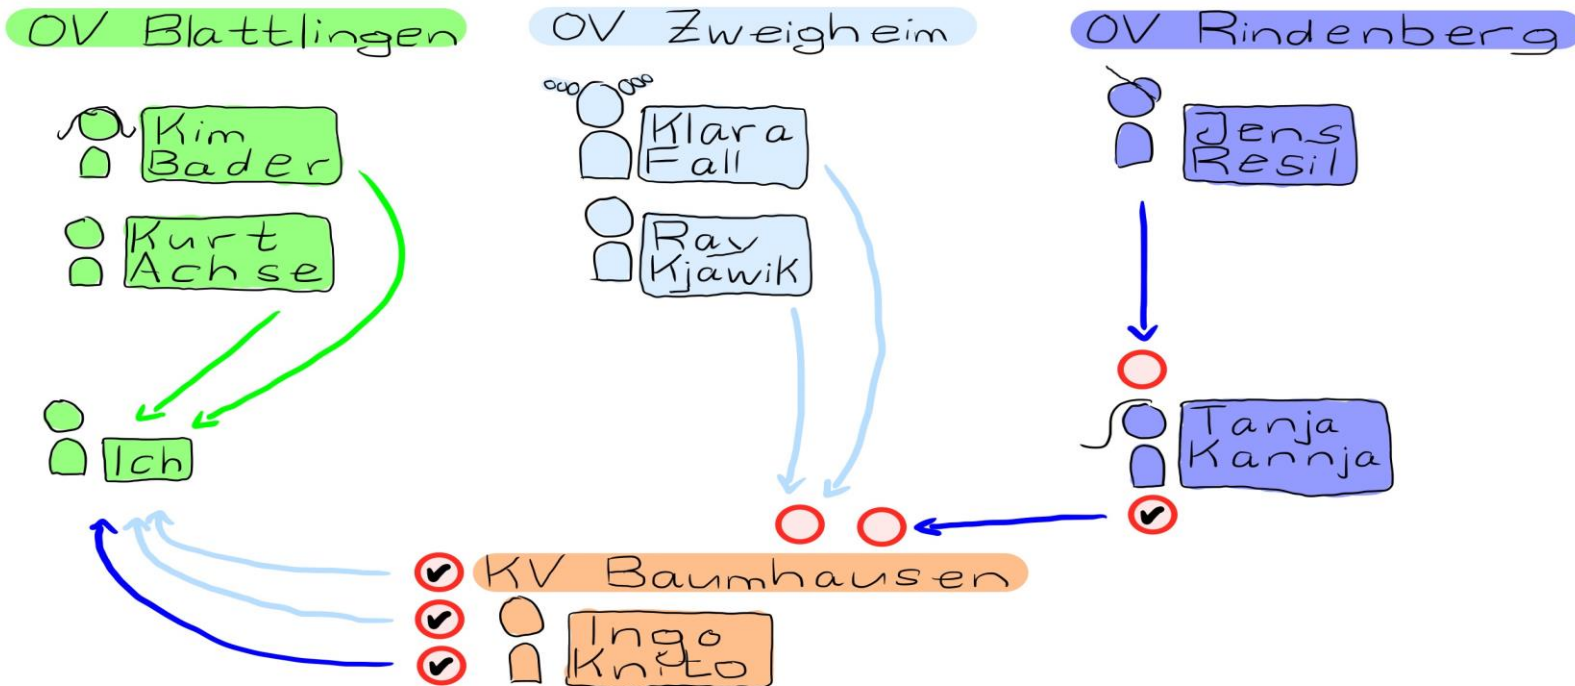 OV Blattlingen
Kim
Bader
Kurt
Achse
Ich
OV Zweigheim
Klara
Fall
Rav
Kjawik
OV Rindenberg
Jens
Resil
Tanja
Kannja
KV Baumhausen
Ingo
Knito